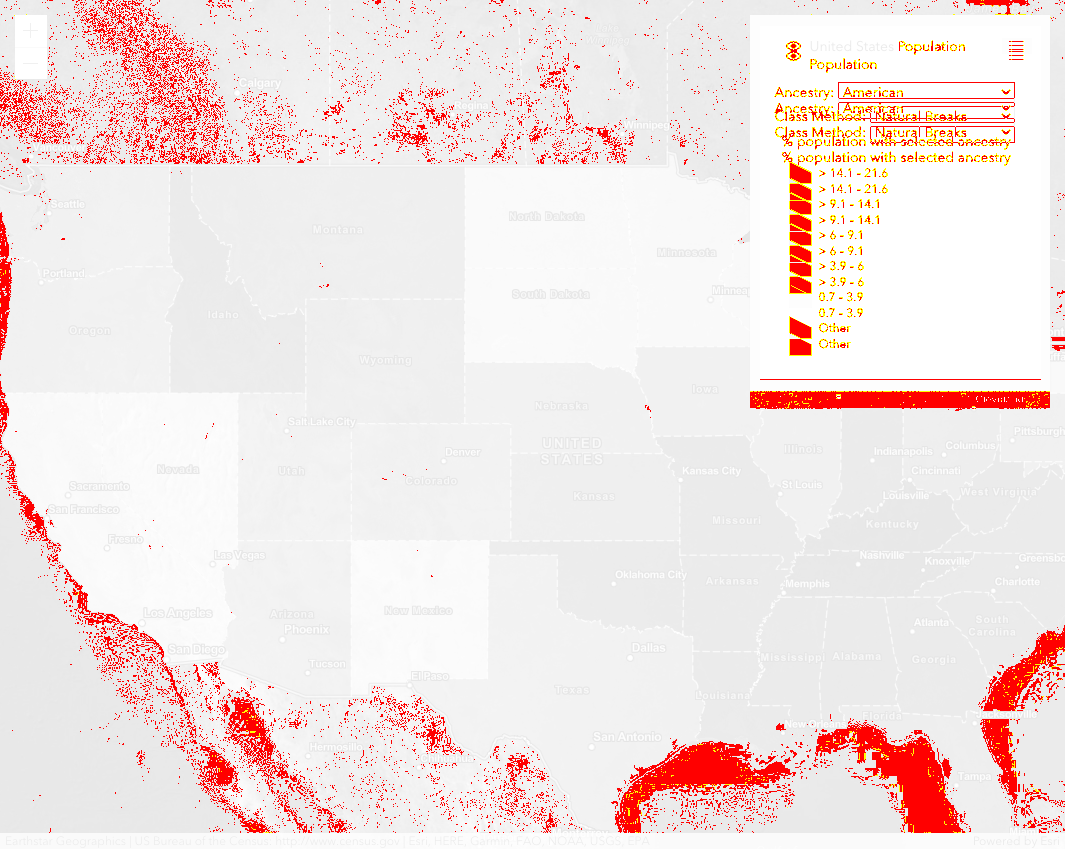 United States Population
Population
Ancestry: American
Ancestry: American
Class Method: Natural Breaks
Class Method: Natural Breaks
% population with selected ancestry
% population with selected ancestry
> 14.1 - 21.6
> 14.1 - 21.6
> 9.1 - 14.1
> 9.1 - 14.1
> 6 - 9.1
> 6 - 9.1
> 3.9 - 6
> 3.9 - 6
0.7 - 3.9
0.7 - 3.9
Other
Other
Calgary
Seattle
Portland
Montana
North Dakota
Minnesota
South Dakota
Oregon
Idaho
Wyoming
Iowa
Nebraska
Salt Lake City
Denver
UNITED
STATES
Illinois
Indianapolis
Columbus
Pittsburgh
Nevada
Utah
Colorado
Kansas City
Cincinnati
Sacramento
San Francisco
Kansas
St Louis
Louisville
West Virginia
Missouri
Kentucky
Fresno
Las Vegas
Nashville
Knoxville
Greensbo
Oklahoma City
Arkansas
Memphis
Charlotte
Los Angeles
Arizona
New Mexico
Phoenix
Atlanta
South
Carolina
San Diego
Dallas
Mississippi
Alabama
Georgia
Tucson
El Paso
Texas
Louisiana
San Antonio
Hermosillo
Tampa
Earthstar Geographics | US Bureau of the Census: http://www.census.gov | Esri, HERE, Garmin, FAO, NOAA, USGS, EPA
Powered by Esri